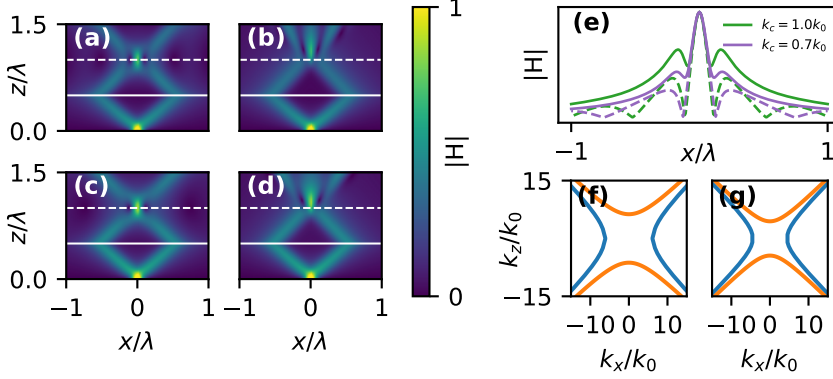 (a)
(b)
1.5
z/λ
0.0
(c)
(d)
1.5
z/λ
0.0
−1
0
1
−1
0
1
x/λ
x/λ
1
|H|
0
(e)
k_c = 1.0k_0
k_c = 0.7k_0
|H|
−1
x/λ
1
(f)
(g)
15
k_z/k_0
−15
−10
0
10
−10
0
10
k_x/k_0
k_x/k_0